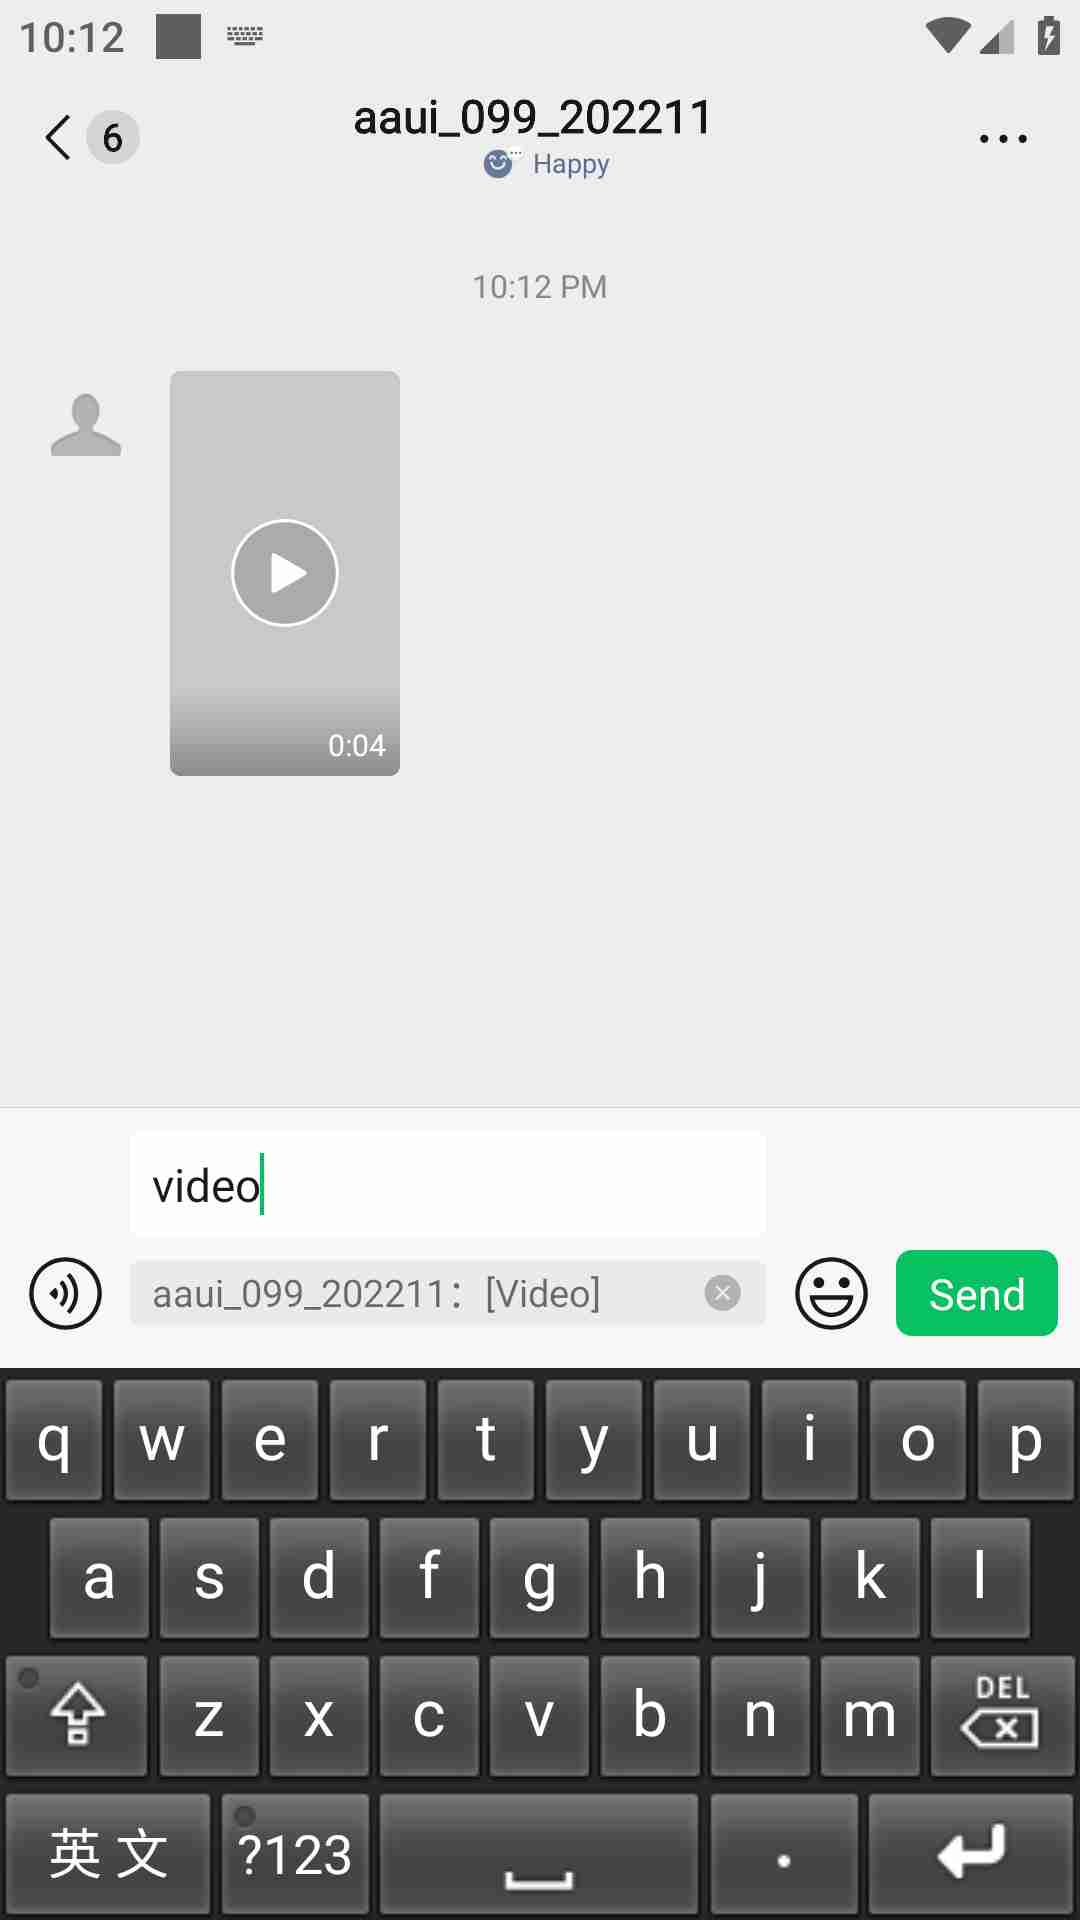 10:12
6
aaui_099_202211
Happy
10:12 PM
0:04
video
aaui_099_202211：[Video]
Send
q w e r t y u i o p
a s d f g h j k l
z x c v b n m DEL
英文 ?123 .